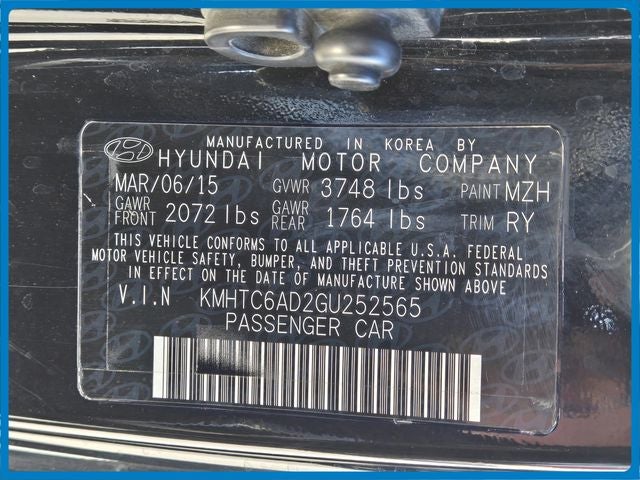 MANUFACTURED IN KOREA BY
HYUNDAI MOTOR COMPANY
MAR/06/15 GVWR 3748 lbs PAINT MZH
GAWR FRONT 2072 lbs GAWR REAR 1764 lbs TRIM RY
THIS VEHICLE CONFORMS TO ALL APPLICABLE U.S.A. FEDERAL
MOTOR VEHICLE SAFETY, BUMPER, AND THEFT PREVENTION STANDARDS
IN EFFECT ON THE DATE OF MANUFACTURE SHOWN ABOVE
V.I.N KMHTC6AD2GU252565
PASSENGER CAR